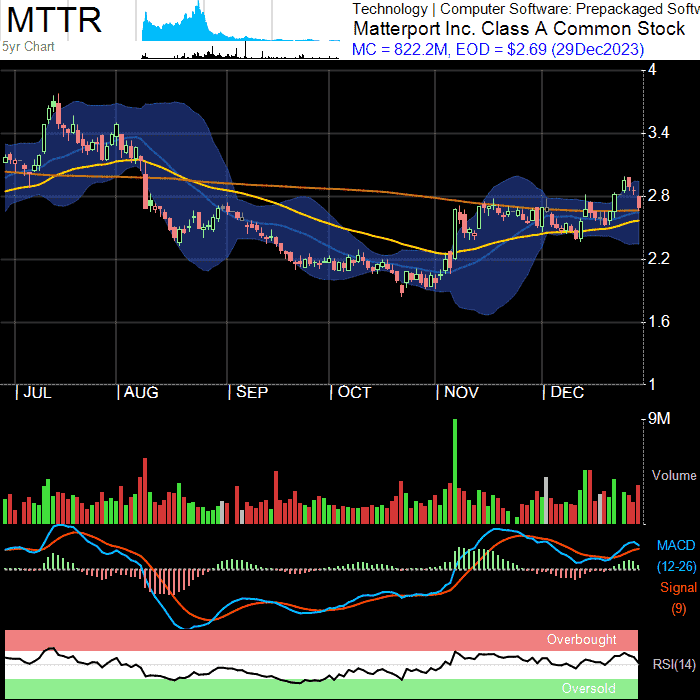 MTTR
5yr Chart
Technology | Computer Software: Prepackaged Softw
Matterport Inc. Class A Common Stock
MC = 822.2M, EOD = $2.69 (29Dec2023)
4
3.4
2.8
2.2
1.6
1
JUL AUG SEP OCT NOV DEC
9M
Volume
MACD
(12-26)
Signal
(9)
Overbought
RSI(14)
Oversold